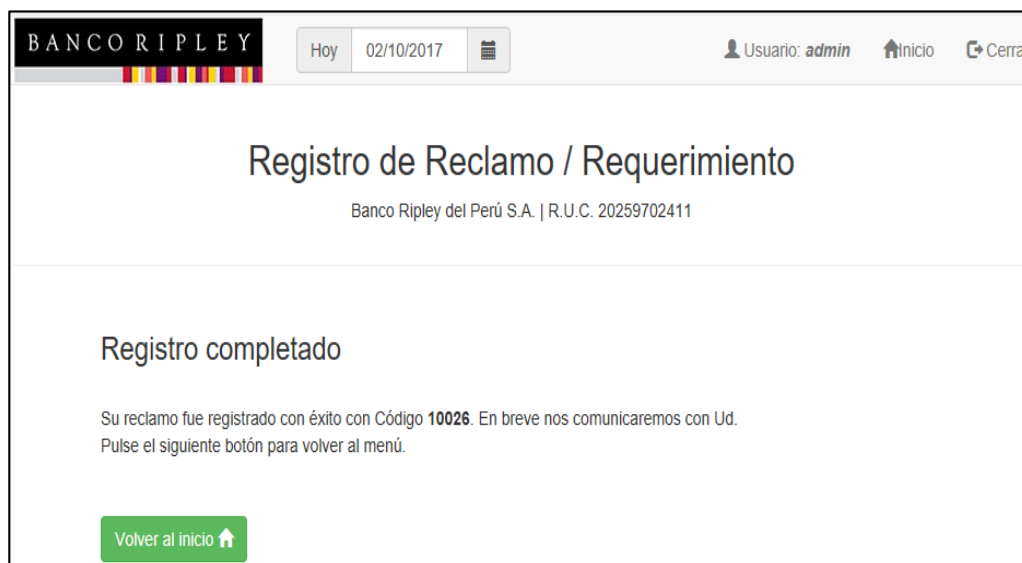 BANCO RIPLEY
Hoy 02/10/2017
Usuario: admin Inicio Cerra
Registro de Reclamo / Requerimiento
Banco Ripley del Perú S.A. | R.U.C. 20259702411
Registro completado
Su reclamo fue registrado con éxito con Código 10026. En breve nos comunicaremos con Ud.
Pulse el siguiente botón para volver al menú.
Volver al inicio